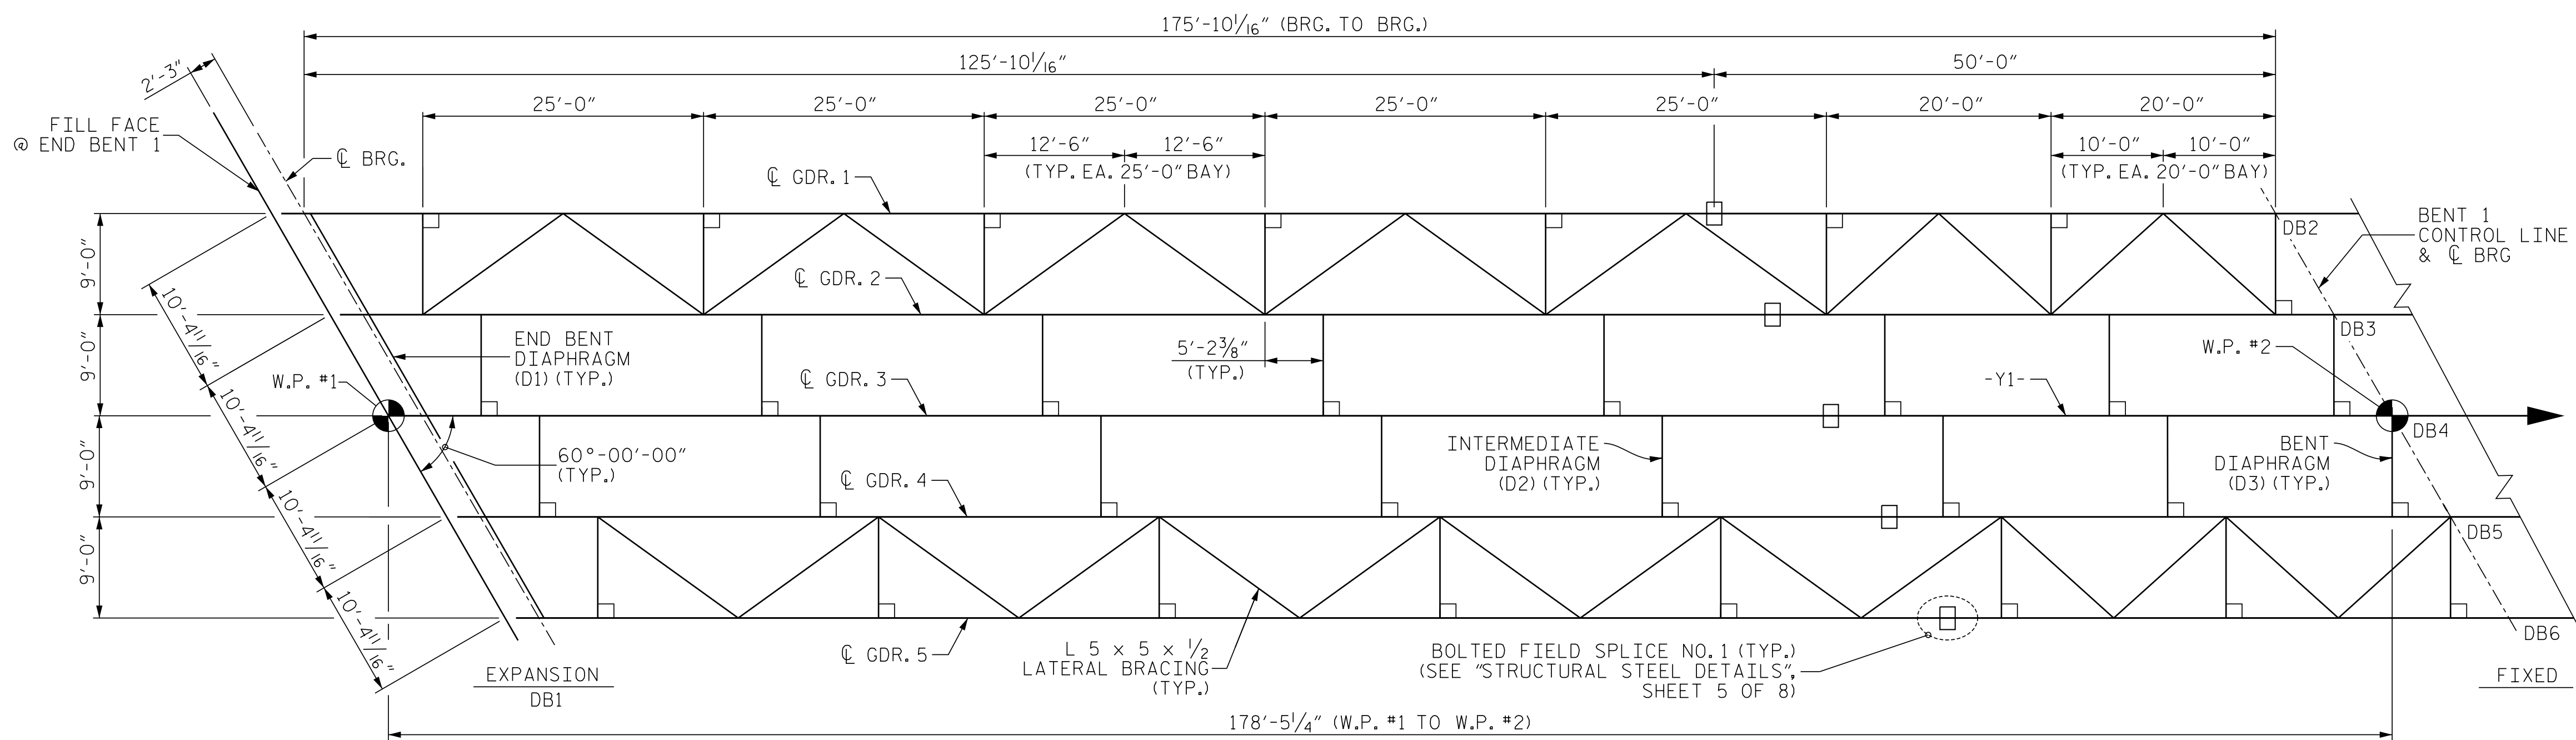 175'-10 1/16" (BRG. TO BRG.)
125'-10 1/16"
50'-0"
2'-3"
25'-0"
25'-0"
25'-0"
25'-0"
25'-0"
20'-0"
20'-0"
FILL FACE
@ END BENT 1
℄ BRG.
12'-6"
12'-6"
(TYP. EA. 25'-0" BAY)
10'-0"
10'-0"
(TYP. EA. 20'-0" BAY)
℄ GDR. 1
BENT 1
CONTROL LINE
& ℄ BRG
DB2
9'-0"
℄ GDR. 2
10'-4 11/16"
DB3
END BENT
DIAPHRAGM
(D1) (TYP.)
5'-2 3/8"
(TYP.)
W.P. #2
9'-0"
W.P. #1
℄ GDR. 3
-Y1-
10'-4 11/16"
DB4
60°-00'-00"
(TYP.)
INTERMEDIATE
DIAPHRAGM
(D2) (TYP.)
BENT
DIAPHRAGM
(D3) (TYP.)
9'-0"
℄ GDR. 4
10'-4 11/16"
DB5
9'-0"
10'-4 11/16"
℄ GDR. 5
L 5 x 5 x 1/2
LATERAL BRACING
(TYP.)
BOLTED FIELD SPLICE NO. 1 (TYP.)
(SEE "STRUCTURAL STEEL DETAILS",
SHEET 5 OF 8)
DB6
EXPANSION
DB1
FIXED
178'-5 1/4" (W.P. #1 TO W.P. #2)